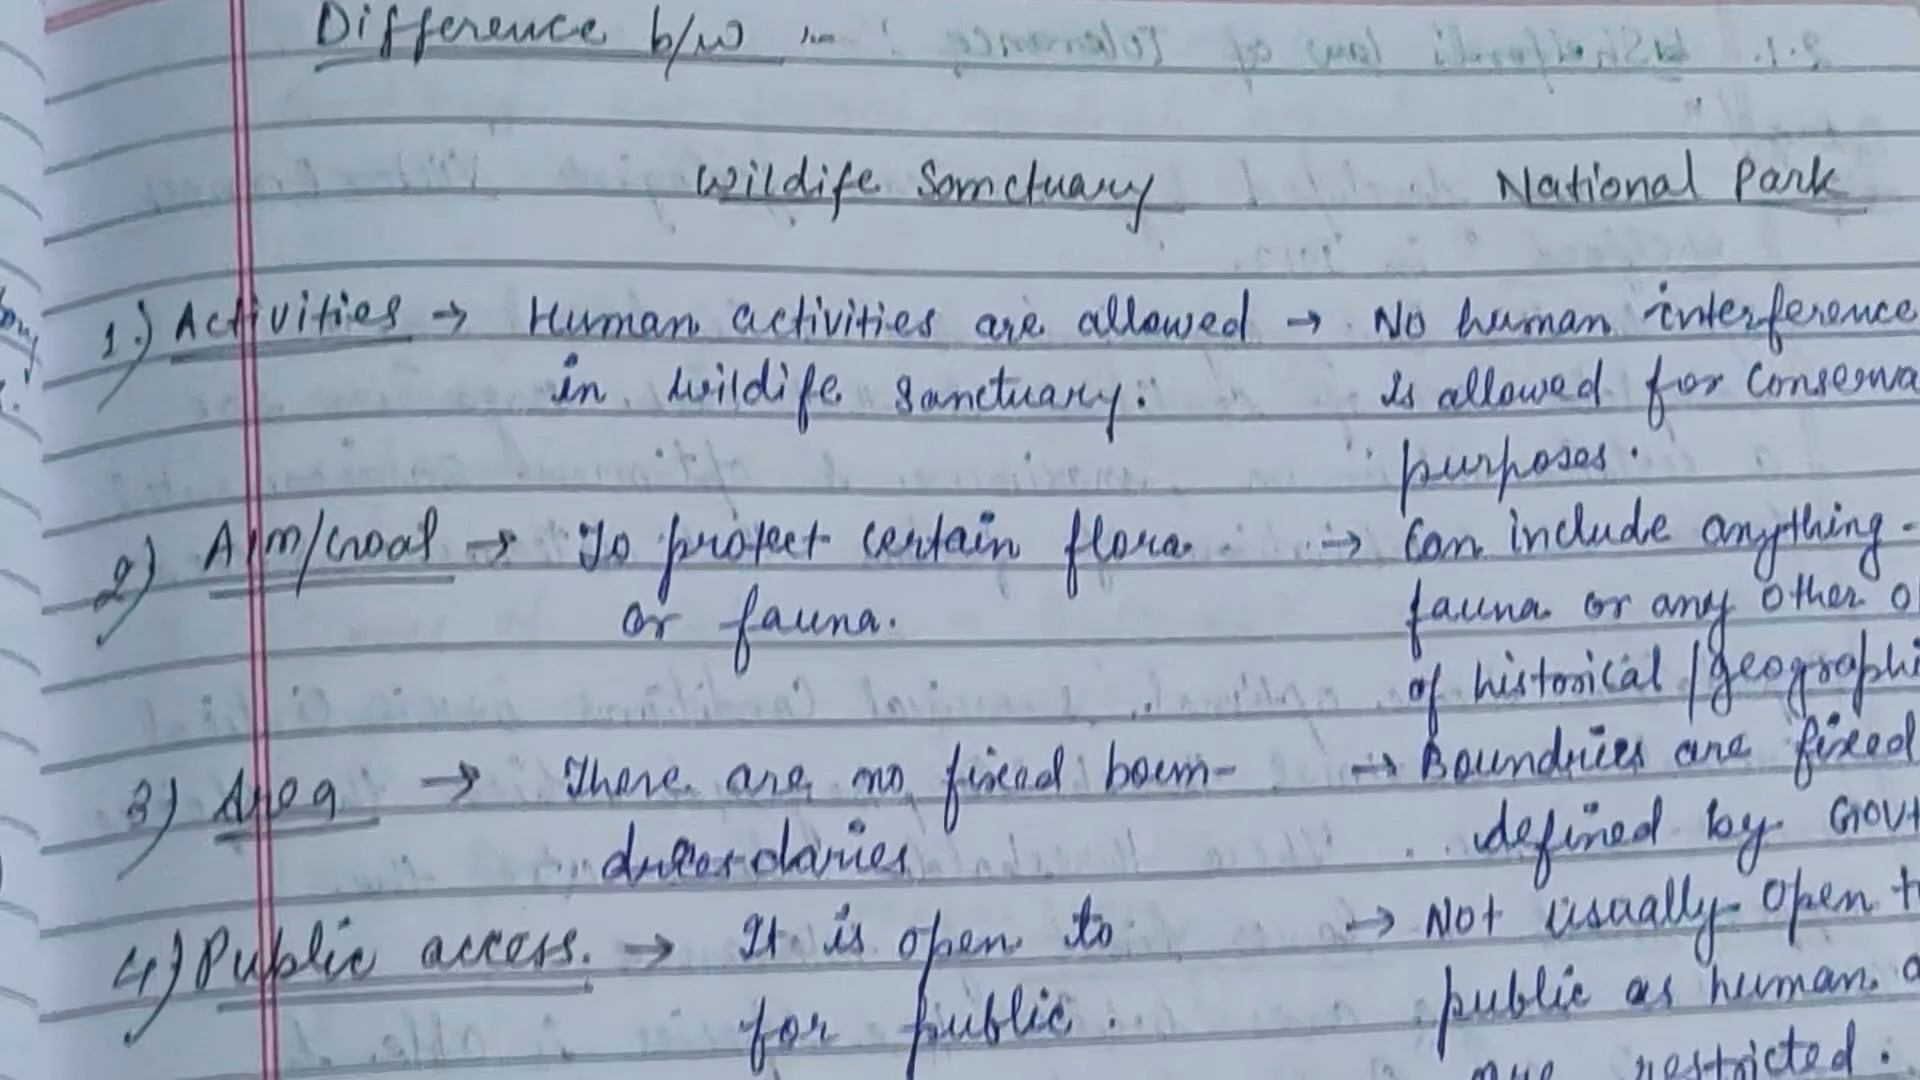 Difference b/w
Wildife Sanctuary National Park
1.) Activities → Human activities are allowed → No human interference
in wildife sanctuary. is allowed for conserva
purposes.
2) Aim/Goal → To protect certain flora → Can include anything -
or fauna. fauna or any other o
of historical / geographi
3) Area → There are no fixed boun- → Boundries are fixed
daries defined by Govt
4) Public access. → It is open to → Not usually open t
for public. public as human a
restricted.